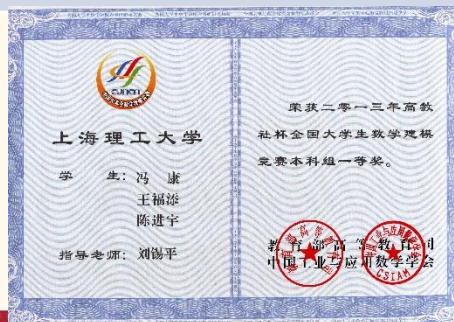 上海理工大学
学 生：冯 康
王福添
陈进宇
指导老师：刘锡平
荣获二零一三年高教
社杯全国大学生数学建模
竞赛本科组一等奖。
教育部高等教育司
中国工业与应用数学学会
CSIAM